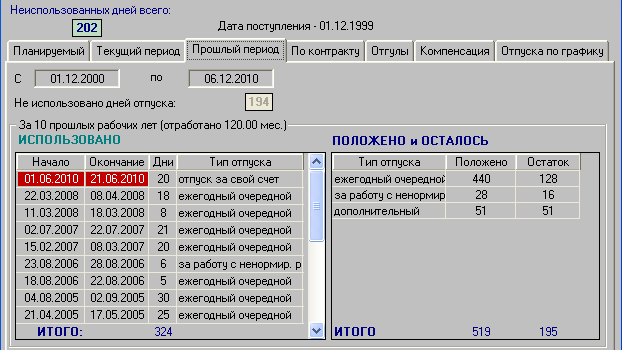 Неиспользованных дней всего:
202
Дата поступления - 01.12.1999
Планируемый Текущий период Прошлый период По контракту Отгулы Компенсация Отпуска по графику
С 01.12.2000 по 06.12.2010
Не использовано дней отпуска: 194
За 10 прошлых рабочих лет (отработано 120.00 мес.)
ИСПОЛЬЗОВАНО
Начало Окончание Дни Тип отпуска
01.06.2010 21.06.2010 20 отпуск за свой счет
22.03.2008 08.04.2008 18 ежегодный очередной
11.03.2008 18.03.2008 8 ежегодный очередной
02.07.2007 22.07.2007 21 ежегодный очередной
15.02.2007 08.03.2007 20 ежегодный очередной
23.08.2006 28.08.2006 6 за работу с ненормир. р
18.08.2006 22.08.2006 5 ежегодный очередной
04.08.2005 02.09.2005 30 ежегодный очередной
21.04.2005 17.05.2005 25 ежегодный очередной
ИТОГО: 324
ПОЛОЖЕНО и ОСТАЛОСЬ
Тип отпуска Положено Остаток
ежегодный очередной 440 128
за работу с ненормир 28 16
дополнительный 51 51
ИТОГО 519 195